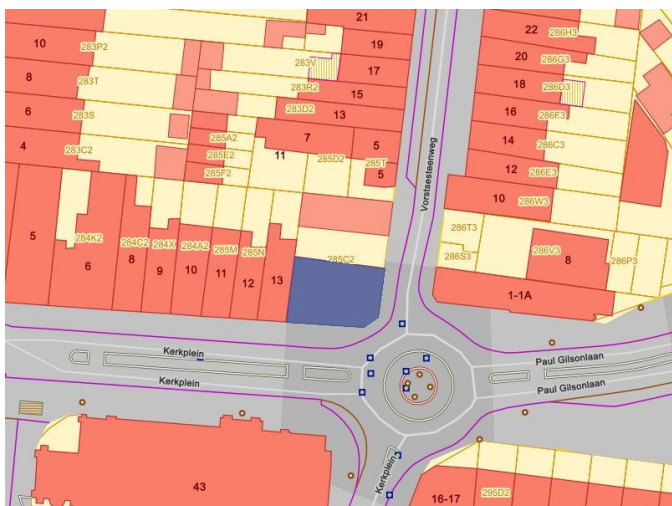 21
22
286H3
10
283P2
19
20
286G3
283V
17
8
283T
18
286D3
283R2
15
6
283S
283D2
13
16
286F3
285A2
7
5
14
286C3
4
283C2
285E2
11
285D2
285T
12
286E3
285F2
5
Vorstsesteenweg
10
286W3
286T3
284K2
284C2
284X
284A2
285M
285N
285C2
286S3
286V3
8
286P3
5
6
8
9
10
11
12
13
1-1A
Kerkplein
Paul Gilsonlaan
Kerkplein
Paul Gilsonlaan
Kerkplein
43
16-17
295D2